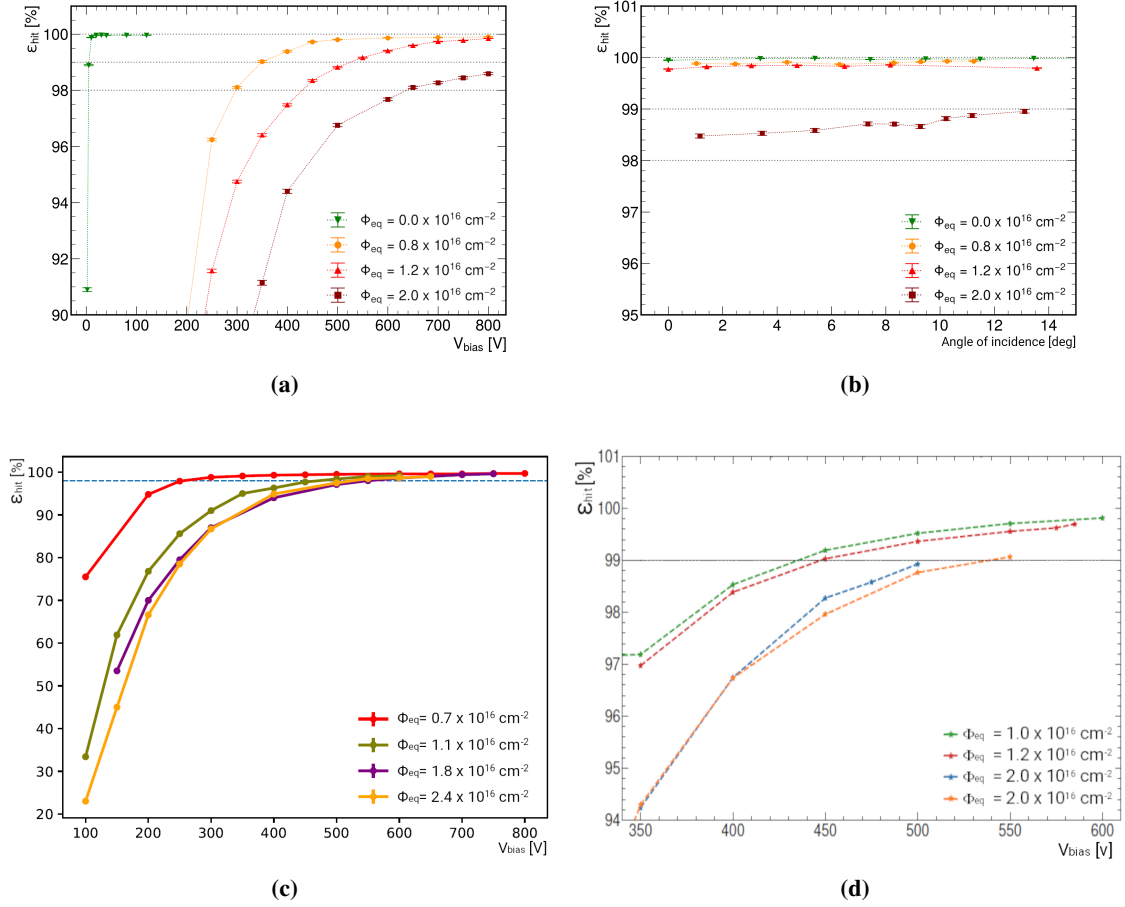 ε_hit [%]
100
98
96
94
92
90
0 100 200 300 400 500 600 700 800
V_bias [V]
Φ_eq = 0.0 x 10^16 cm^−2
Φ_eq = 0.8 x 10^16 cm^−2
Φ_eq = 1.2 x 10^16 cm^−2
Φ_eq = 2.0 x 10^16 cm^−2
(a)
ε_hit [%]
101
100
99
98
97
96
95
0 2 4 6 8 10 12 14
Angle of incidence [deg]
Φ_eq = 0.0 x 10^16 cm^−2
Φ_eq = 0.8 x 10^16 cm^−2
Φ_eq = 1.2 x 10^16 cm^−2
Φ_eq = 2.0 x 10^16 cm^−2
(b)
ε_hit [%]
100
90
80
70
60
50
40
30
20
100 200 300 400 500 600 700 800
V_bias [V]
Φ_eq= 0.7 x 10^16 cm^-2
Φ_eq= 1.1 x 10^16 cm^-2
Φ_eq= 1.8 x 10^16 cm^-2
Φ_eq= 2.4 x 10^16 cm^-2
(c)
ε_hit [%]
101
100
99
98
97
96
95
94
350 400 450 500 550 600
V_bias [V]
Φ_eq = 1.0 x 10^16 cm^-2
Φ_eq = 1.2 x 10^16 cm^-2
Φ_eq = 2.0 x 10^16 cm^-2
Φ_eq = 2.0 x 10^16 cm^-2
(d)